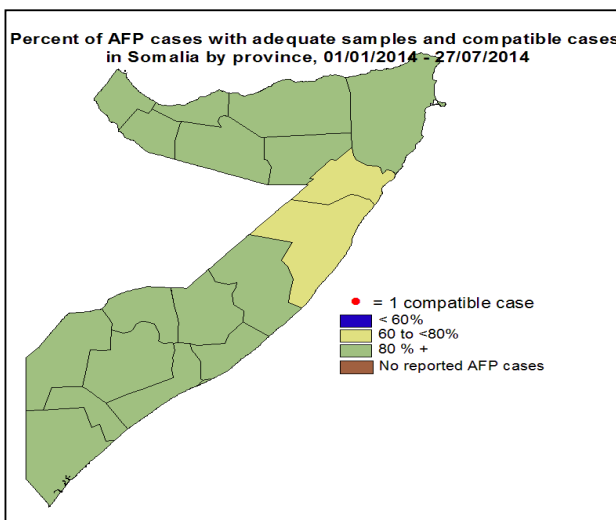 Percent of AFP cases with adequate samples and compatible cases
in Somalia by province, 01/01/2014 - 27/07/2014
= 1 compatible case
< 60%
60 to <80%
80 % +
No reported AFP cases